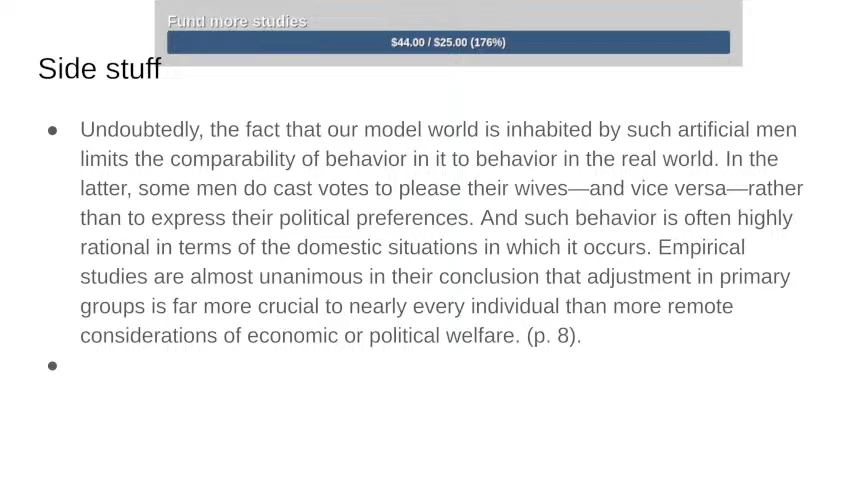 Fund more studies
$44.00 / $25.00 (176%)
Side stuff
● Undoubtedly, the fact that our model world is inhabited by such artificial men
limits the comparability of behavior in it to behavior in the real world. In the
latter, some men do cast votes to please their wives—and vice versa—rather
than to express their political preferences. And such behavior is often highly
rational in terms of the domestic situations in which it occurs. Empirical
studies are almost unanimous in their conclusion that adjustment in primary
groups is far more crucial to nearly every individual than more remote
considerations of economic or political welfare. (p. 8).
●